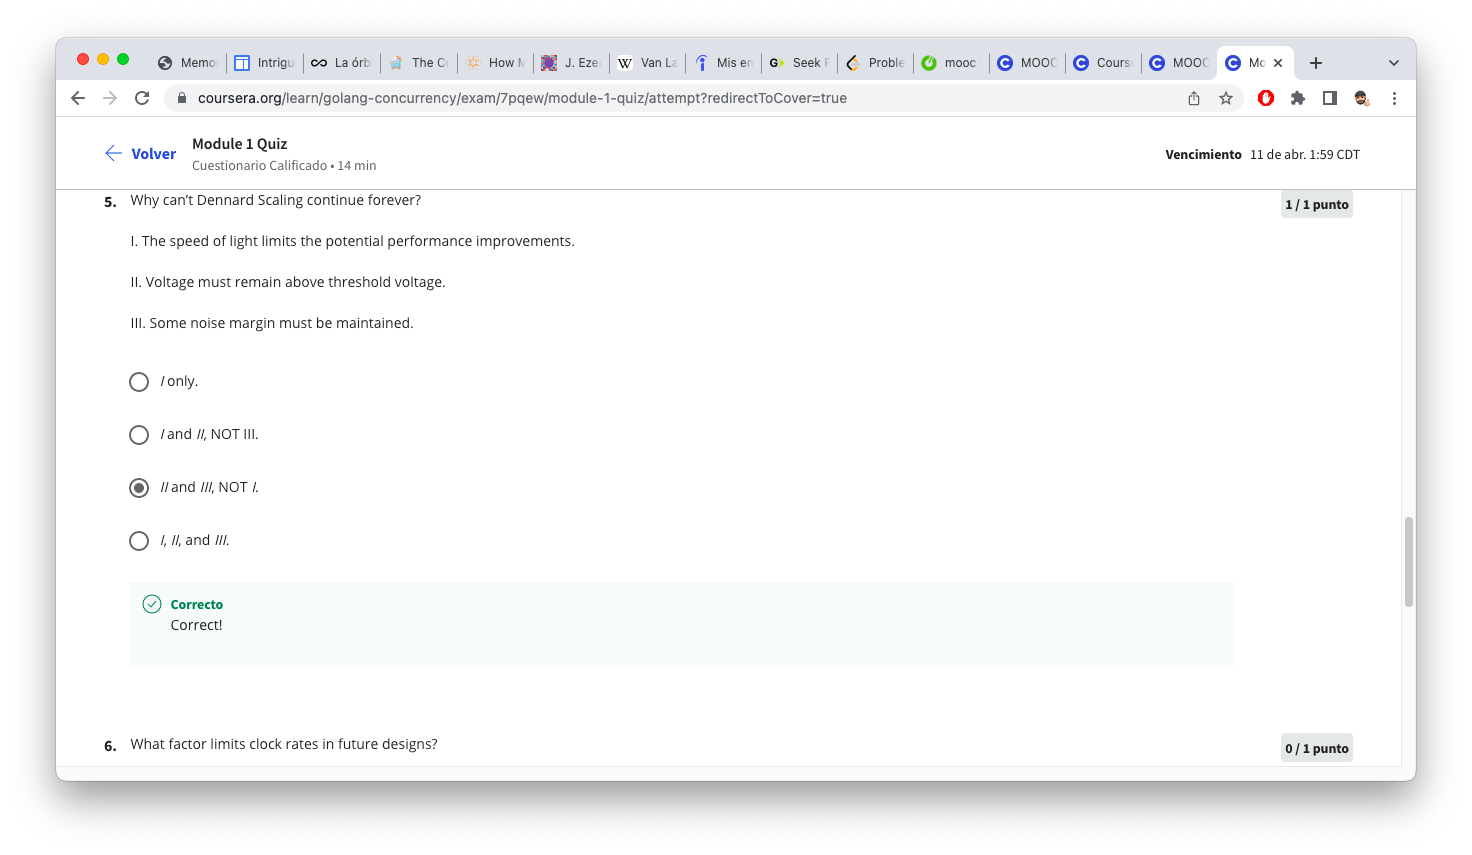 Memo
Intrigu
La órb
The Co
How M
J. Ezec
W
Van La
Mis en
G
Seek
Proble
mooc
MOOC
Cours
MOOC
Mo
coursera.org/learn/golang-concurrency/exam/7pqew/module-1-quiz/attempt?redirectToCover=true
Volver
Module 1 Quiz
Cuestionario Calificado • 14 min
Vencimiento 11 de abr. 1:59 CDT
5. Why can't Dennard Scaling continue forever?
1 / 1 punto
I. The speed of light limits the potential performance improvements.
II. Voltage must remain above threshold voltage.
III. Some noise margin must be maintained.
I only.
I and II, NOT III.
II and III, NOT I.
I, II, and III.
Correcto
Correct!
6. What factor limits clock rates in future designs?
0 / 1 punto